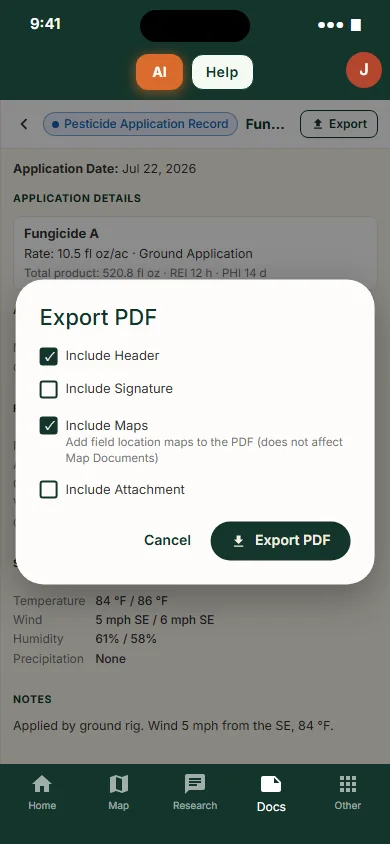 9:41
AI
Help
J
Pesticide Application Record
Fun...
Export
Application Date: Jul 22, 2026
APPLICATION DETAILS
Fungicide A
Rate: 10.5 fl oz/ac · Ground Application
Total product: 520.8 fl oz · REI 12 h · PHI 14 d
Export PDF
Include Header
Include Signature
Include Maps
Add field location maps to the PDF (does not affect
Map Documents)
Include Attachment
Cancel
Export PDF
Temperature 84 °F / 86 °F
Wind 5 mph SE / 6 mph SE
Humidity 61% / 58%
Precipitation None
NOTES
Applied by ground rig. Wind 5 mph from the SE, 84 °F.
Home
Map
Research
Docs
Other